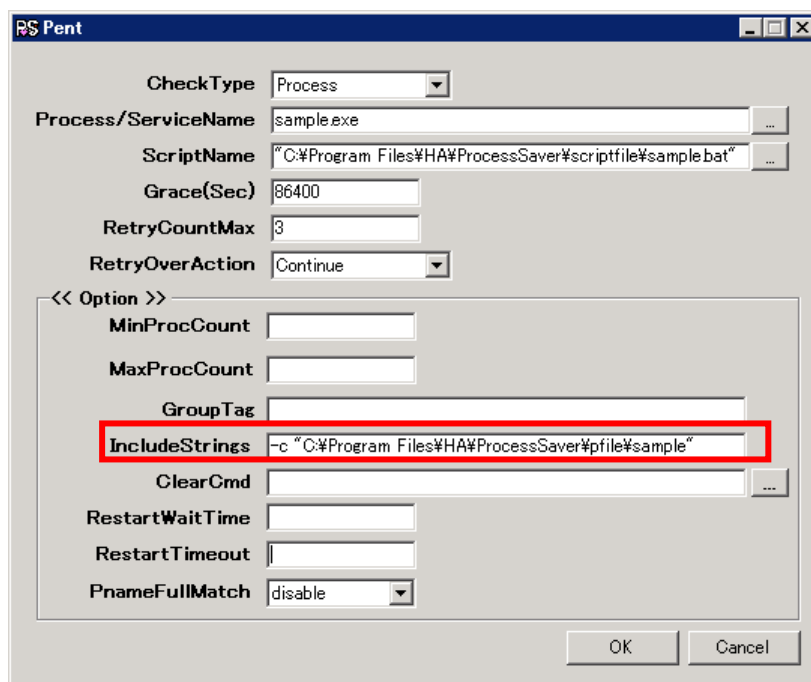 PS Pent
CheckType Process
Process/ServiceName sample.exe ...
ScriptName "C:¥Program Files¥HA¥ProcessSaver¥scriptfile¥sample.bat" ...
Grace(Sec) 86400
RetryCountMax 3
RetryOverAction Continue
<< Option >>
MinProcCount
MaxProcCount
GroupTag
IncludeStrings -c "C:¥Program Files¥HA¥ProcessSaver¥pfile¥sample"
ClearCmd ...
RestartWaitTime
RestartTimeout
PnameFullMatch disable
OK Cancel